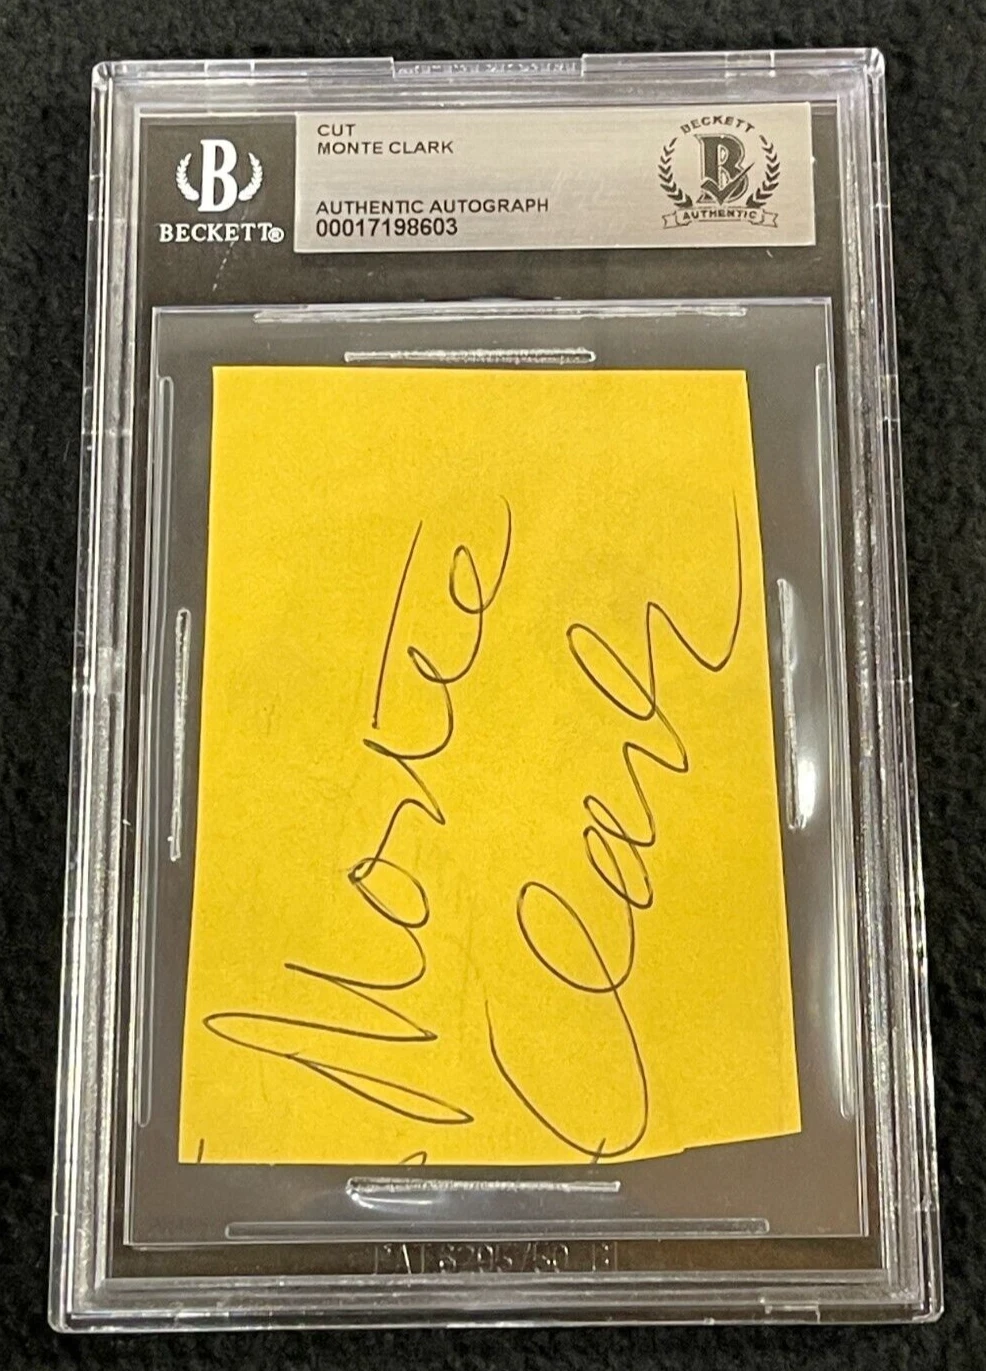 B
BECKETT®
CUT
MONTE CLARK
AUTHENTIC AUTOGRAPH
00017198603
BECKETT
B
AUTHENTIC
Monte
Clark